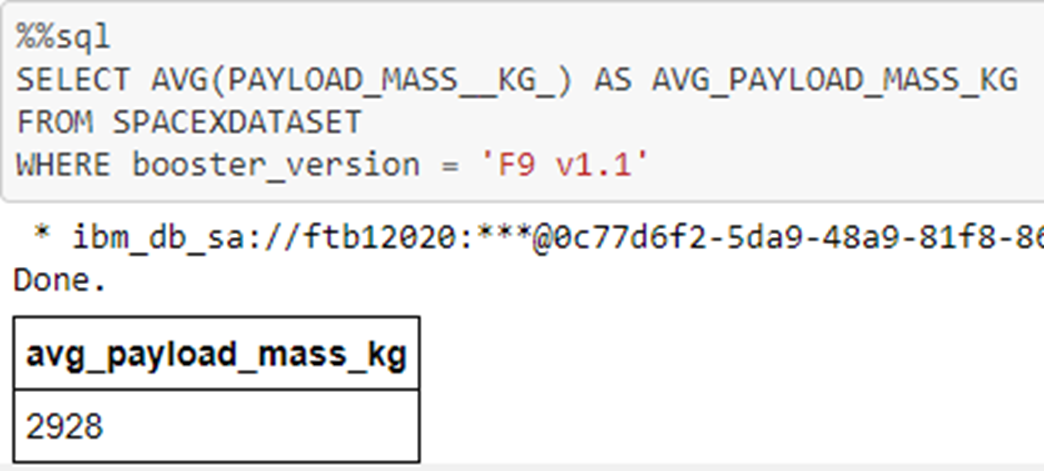 %%sql
SELECT AVG(PAYLOAD_MASS__KG_) AS AVG_PAYLOAD_MASS_KG
FROM SPACEXDATASET
WHERE booster_version = 'F9 v1.1'
* ibm_db_sa://ftb12020:***@0c77d6f2-5da9-48a9-81f8-86
Done.
avg_payload_mass_kg
2928